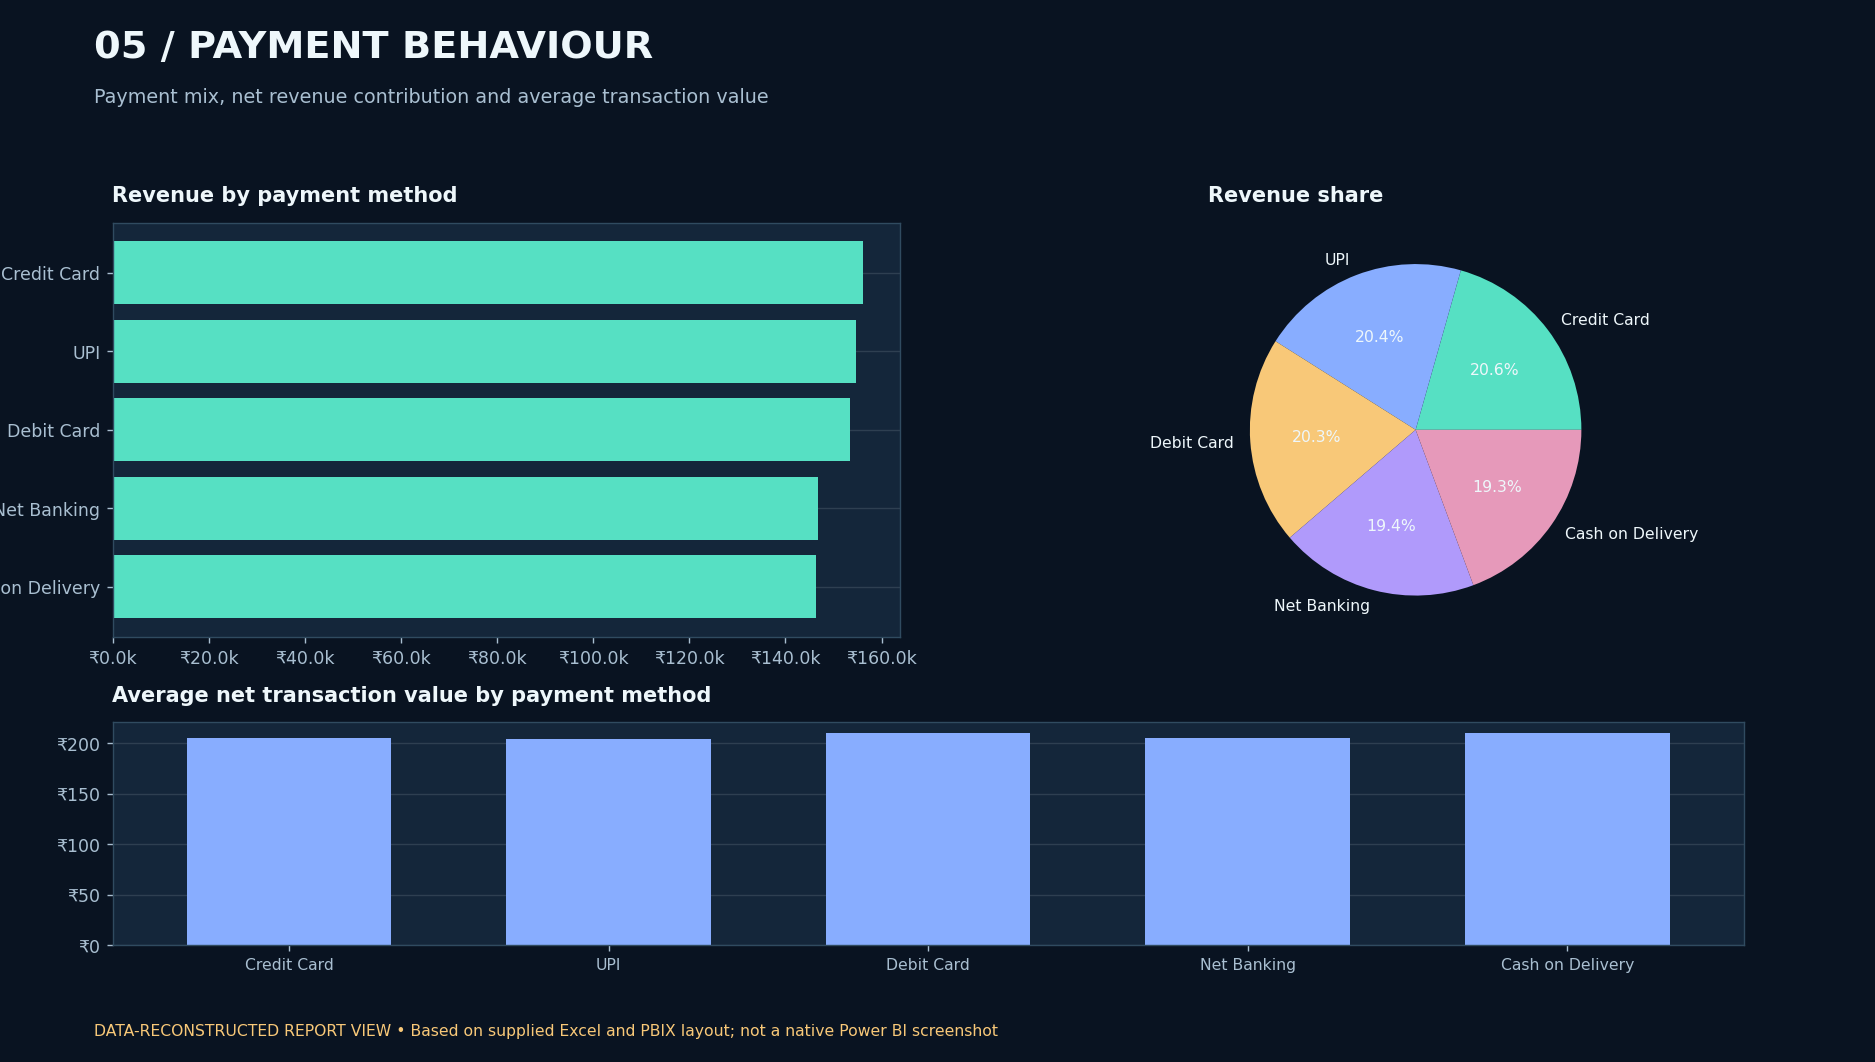 05 / PAYMENT BEHAVIOUR
Payment mix, net revenue contribution and average transaction value
Revenue by payment method
Credit Card
UPI
Debit Card
Net Banking
on Delivery
₹0.0k ₹20.0k ₹40.0k ₹60.0k ₹80.0k ₹100.0k ₹120.0k ₹140.0k ₹160.0k
Revenue share
UPI
Credit Card
20.4%
20.6%
Debit Card
20.3%
19.3%
19.4%
Cash on Delivery
Net Banking
Average net transaction value by payment method
₹200
₹150
₹100
₹50
₹0
Credit Card UPI Debit Card Net Banking Cash on Delivery
DATA-RECONSTRUCTED REPORT VIEW • Based on supplied Excel and PBIX layout; not a native Power BI screenshot